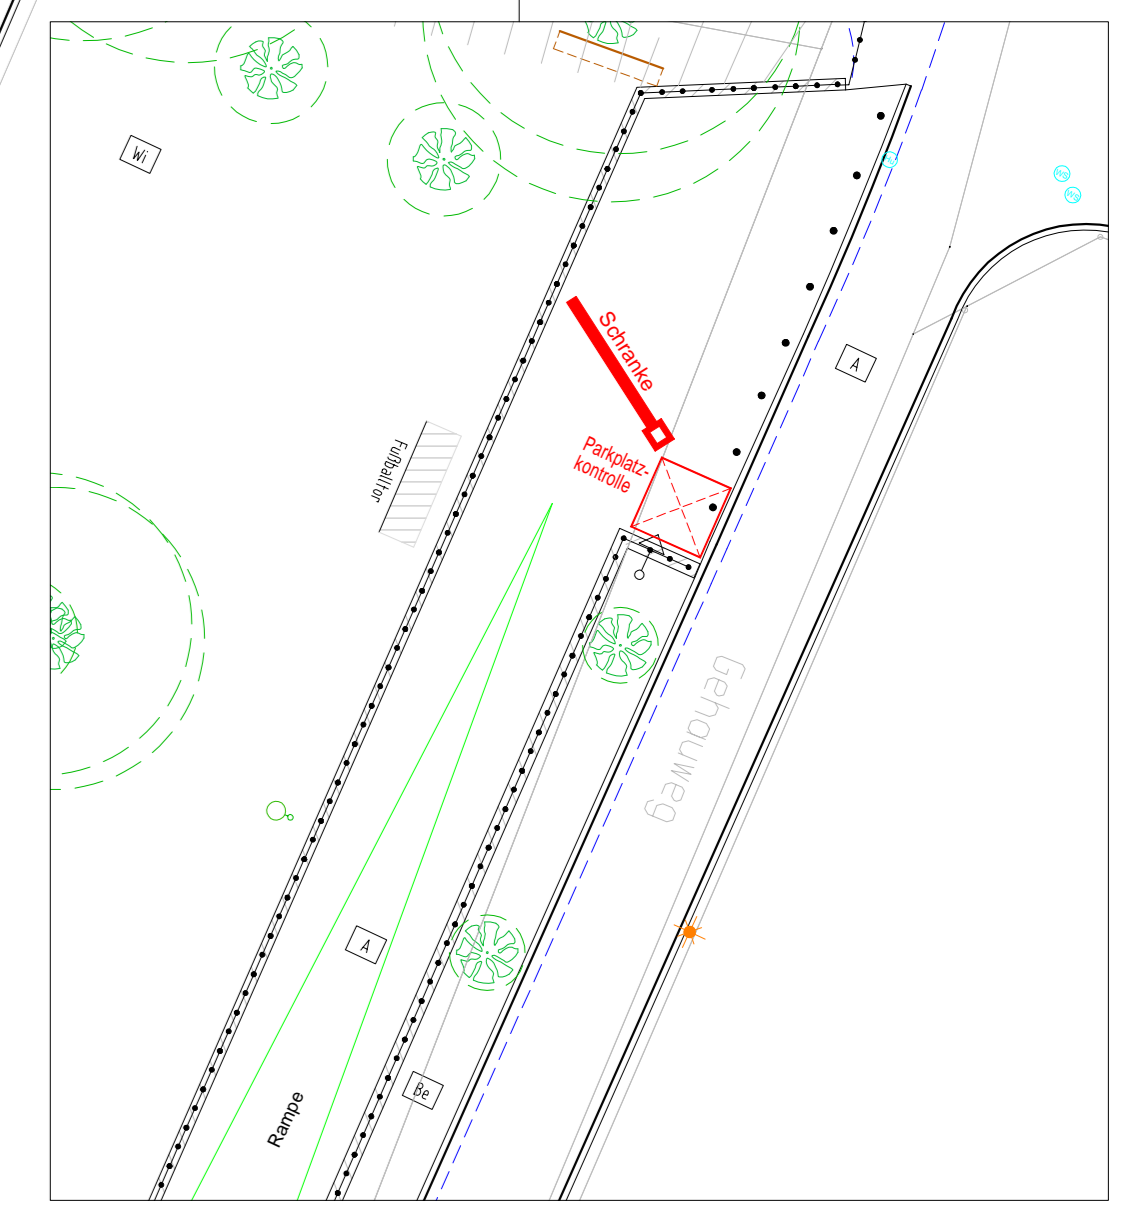 Wi
Schranke
A
Parkplatz-
kontrolle
Fußballtor
Gehauweg
A
Be
Rampe